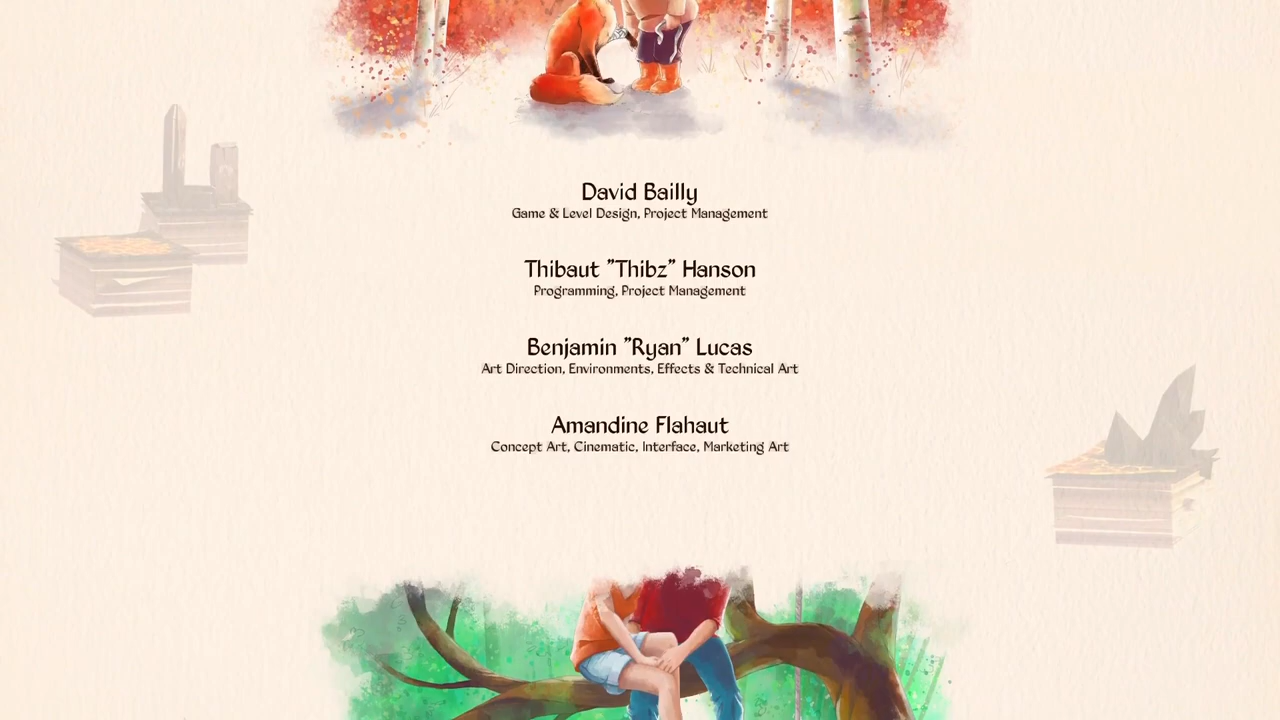 David Bailly
Game & Level Design, Project Management
Thibaut "Thibz" Hanson
Programming, Project Management
Benjamin "Ryan" Lucas
Art Direction, Environments, Effects & Technical Art
Amandine Flahaut
Concept Art, Cinematic, Interface, Marketing Art